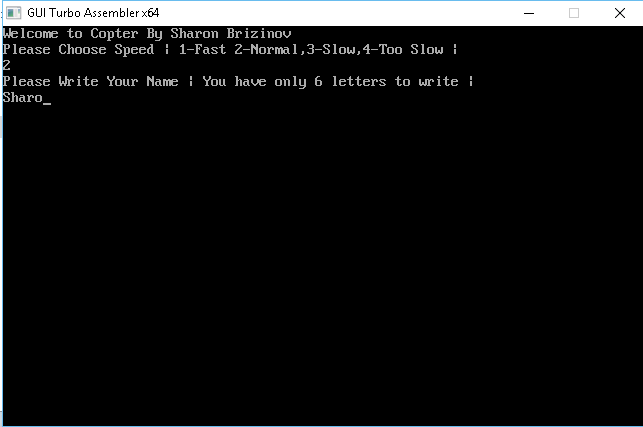 GUI Turbo Assembler x64
Welcome to Copter By Sharon Brizinov
Please Choose Speed | 1-Fast 2-Normal,3-Slow,4-Too Slow |
2
Please Write Your Name | You have only 6 letters to write |
Sharo_